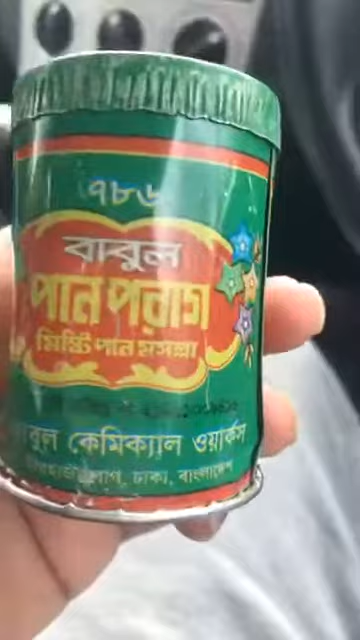 ৭৮৬
বাবুল
পান পরাগ
মিষ্টি পান মসল্লা
বাবুল কেমিক্যাল ওয়ার্কস
ঢাকা, বাংলাদেশ